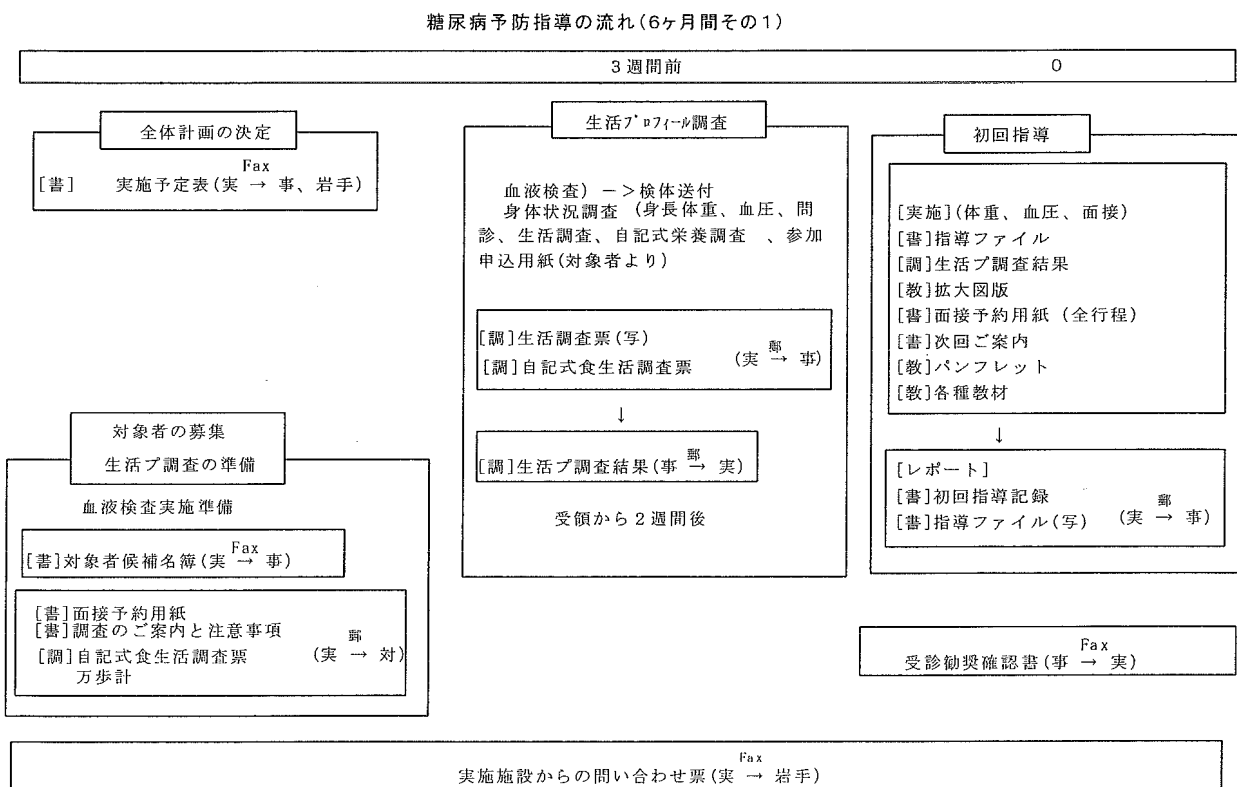 糖尿病予防指導の流れ(6ヶ月間その1)
3週間前
0
全体計画の決定
Fax
[書] 実施予定表(実 → 事、岩手)
対象者の募集
生活プ調査の準備
血液検査実施準備
Fax
[書]対象者候補名簿(実 → 事)
[書]面接予約用紙
[書]調査のご案内と注意事項
郵
[調]自記式食生活調査票 (実 → 対)
万歩計
生活プロフィール調査
血液検査) ー>検体送付
身体状況調査 (身長体重、血圧、問
診、生活調査、自記式栄養調査 、参加
申込用紙(対象者より)
[調]生活調査票(写)
郵
[調]自記式食生活調査票 (実 → 事)
↓
郵
[調]生活プ調査結果(事 → 実)
受領から2週間後
初回指導
[実施](体重、血圧、面接)
[書]指導ファイル
[調]生活プ調査結果
[教]拡大図版
[書]面接予約用紙 (全行程)
[書]次回ご案内
[教]パンフレット
[教]各種教材
↓
[レポート]
[書]初回指導記録
郵
[書]指導ファイル(写) (実 → 事)
Fax
受診勧奨確認書(事 → 実)
Fax
実施施設からの問い合わせ票(実 → 岩手)